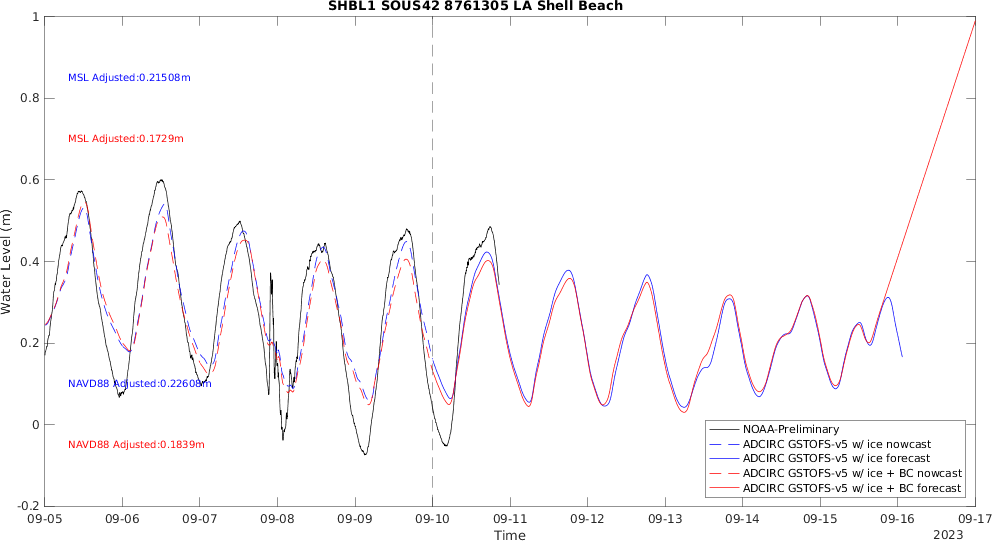 SHBL1 SOUS42 8761305 LA Shell Beach
1
0.8
0.6
0.4
0.2
0
-0.2
Water Level (m)
MSL Adjusted:0.21508m
MSL Adjusted:0.1729m
NAVD88 Adjusted:0.22608m
NAVD88 Adjusted:0.1839m
NOAA-Preliminary
ADCIRC GSTOFS-v5 w/ ice nowcast
ADCIRC GSTOFS-v5 w/ ice forecast
ADCIRC GSTOFS-v5 w/ ice + BC nowcast
ADCIRC GSTOFS-v5 w/ ice + BC forecast
09-05 09-06 09-07 09-08 09-09 09-10 09-11 09-12 09-13 09-14 09-15 09-16 09-17
Time
2023